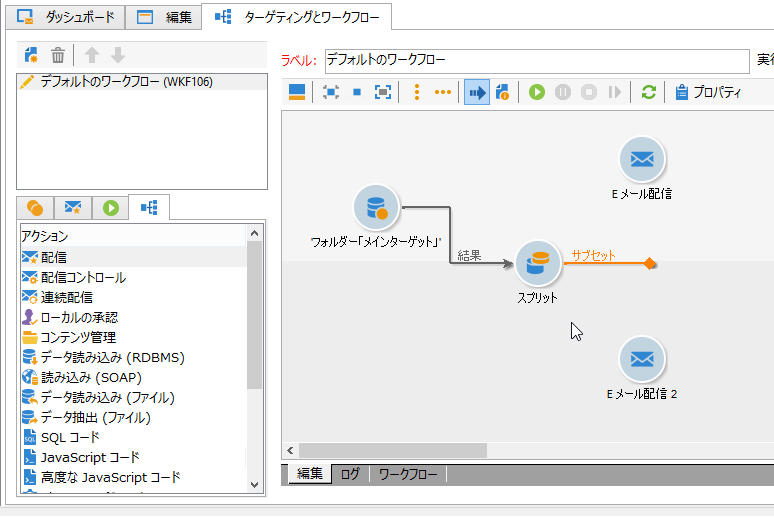 ダッシュボード
編集
ターゲティングとワークフロー
ラベル:
デフォルトのワークフロー
実行
デフォルトのワークフロー (WKF106)
プロパティ
アクション
配信
配信コントロール
連続配信
ローカルの承認
コンテンツ管理
データ読み込み (RDBMS)
読み込み (SOAP)
データ読み込み (ファイル)
データ抽出 (ファイル)
SQL コード
JavaScript コード
高度な JavaScript コード
E メール配信
'フォルダー「メインターゲット」'
結果
サブセット
スプリット
E メール配信 2
編集
ログ
ワークフロー